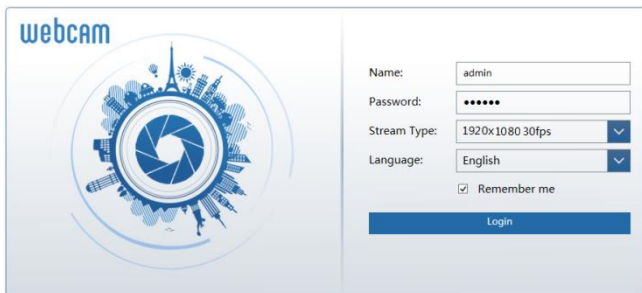 webcam
Name: admin
Password: ••••••
Stream Type: 1920x1080 30fps
Language: English
Remember me
Login